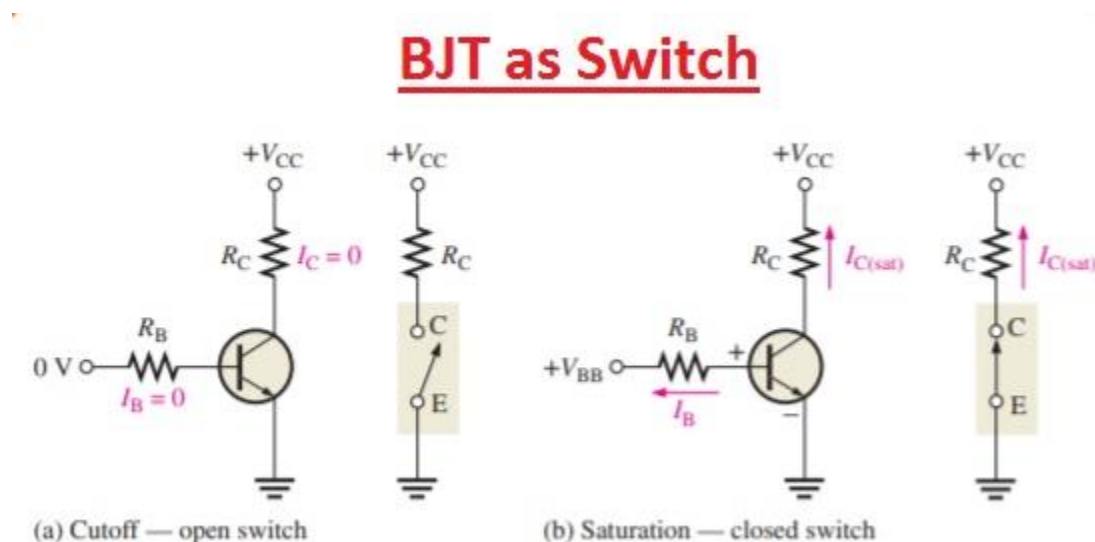 BJT as Switch
+VCC +VCC +VCC +VCC
RC IC = 0 RC RC IC(sat) RC IC(sat)
RB C RB + C
0 V +VBB
IB = 0 E IB – E
(a) Cutoff — open switch (b) Saturation — closed switch